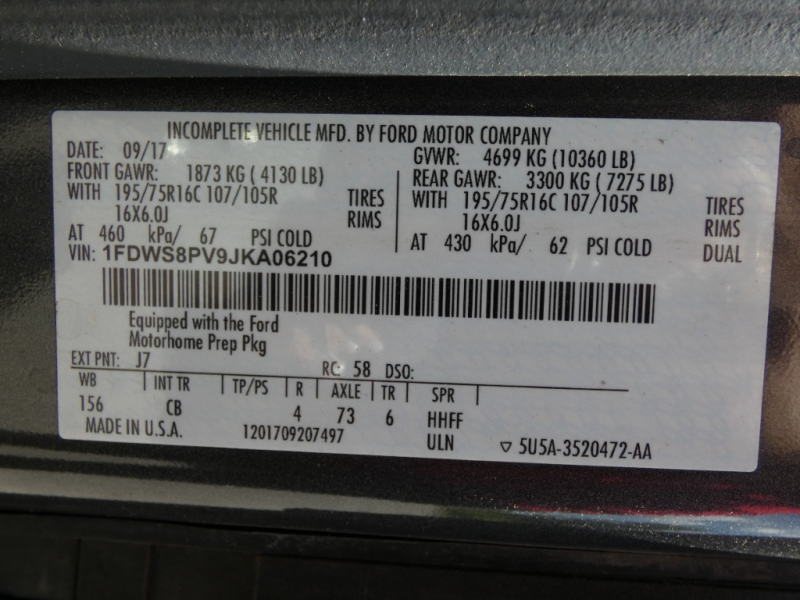 INCOMPLETE VEHICLE MFD. BY FORD MOTOR COMPANY
DATE: 09/17 GVWR: 4699 KG (10360 LB)
FRONT GAWR: 1873 KG ( 4130 LB) REAR GAWR: 3300 KG ( 7275 LB)
WITH 195/75R16C 107/105R TIRES WITH 195/75R16C 107/105R TIRES
16X6.0J RIMS 16X6.0J RIMS
AT 460 kPa/ 67 PSI COLD AT 430 kPa/ 62 PSI COLD DUAL
VIN: 1FDWS8PV9JKA06210
Equipped with the Ford
Motorhome Prep Pkg
EXT PNT: J7 RC: 58 DSO:
WB INT TR TP/PS R AXLE TR SPR
156 CB 4 73 6 HHFF
MADE IN U.S.A. 1201709207497 ULN ▽ 5U5A-3520472-AA